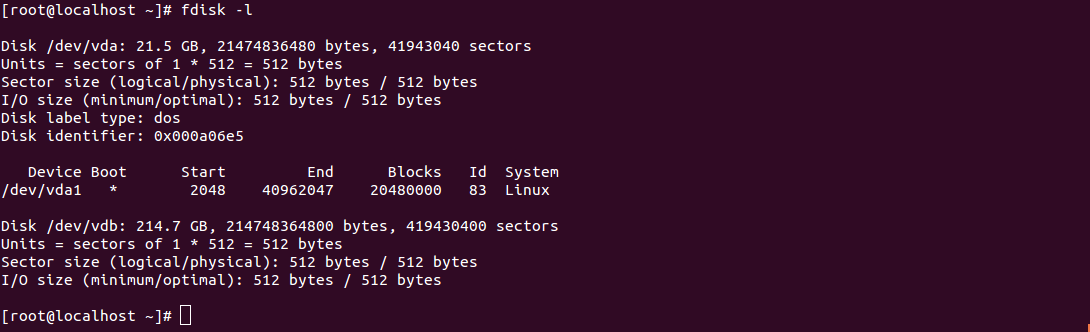 [root@localhost ~]# fdisk -l
Disk /dev/vda: 21.5 GB, 21474836480 bytes, 41943040 sectors
Units = sectors of 1 * 512 = 512 bytes
Sector size (logical/physical): 512 bytes / 512 bytes
I/O size (minimum/optimal): 512 bytes / 512 bytes
Disk label type: dos
Disk identifier: 0x000a06e5
   Device Boot      Start         End      Blocks   Id  System
/dev/vda1   *        2048    40962047    20480000   83  Linux
Disk /dev/vdb: 214.7 GB, 214748364800 bytes, 419430400 sectors
Units = sectors of 1 * 512 = 512 bytes
Sector size (logical/physical): 512 bytes / 512 bytes
I/O size (minimum/optimal): 512 bytes / 512 bytes
[root@localhost ~]#